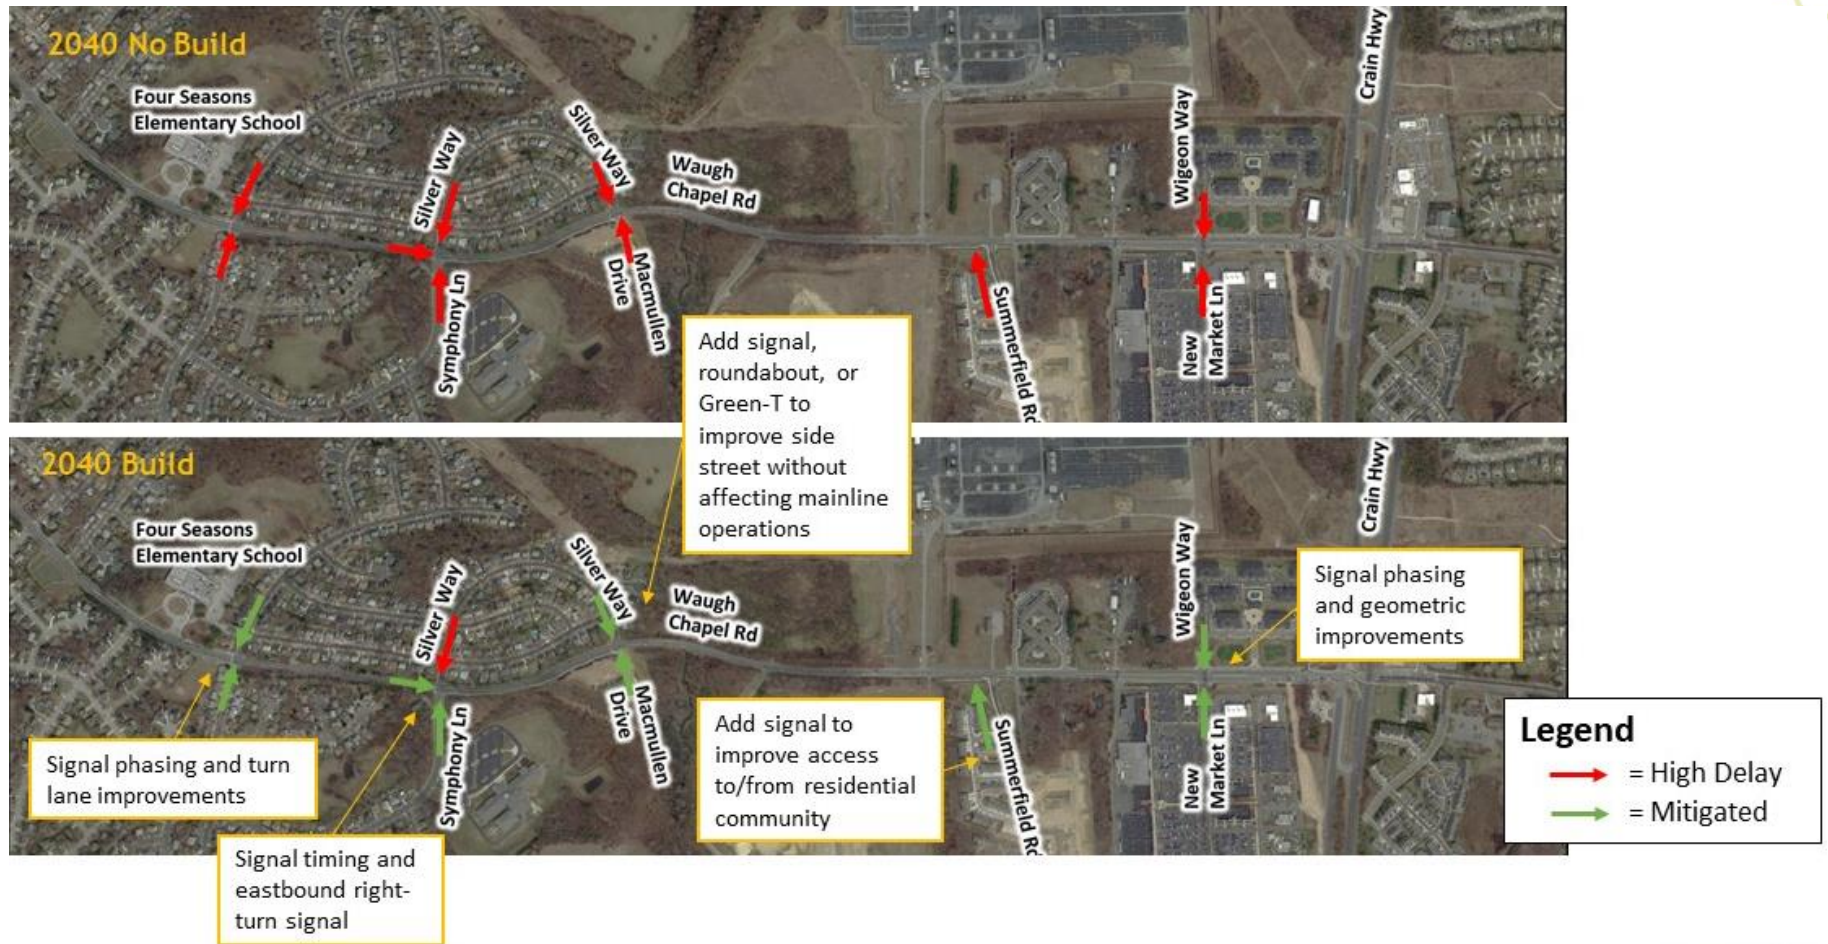 2040 No Build
Four Seasons
Elementary School
Silver Way
Silver Way
Waugh
Chapel Rd
Wigeon Way
Crain Hwy
Symphony Ln
Macmullen
Drive
Summerfield Rd
New
Market Ln
Add signal,
roundabout, or
Green-T to
improve side
street without
affecting mainline
operations
2040 Build
Four Seasons
Elementary School
Silver Way
Silver Way
Waugh
Chapel Rd
Wigeon Way
Crain Hwy
Signal phasing
and geometric
improvements
Symphony Ln
Macmullen
Drive
Summerfield Rd
New
Market Ln
Signal phasing and turn
lane improvements
Signal timing and
eastbound right-
turn signal
Add signal to
improve access
to/from residential
community
Legend
= High Delay
= Mitigated